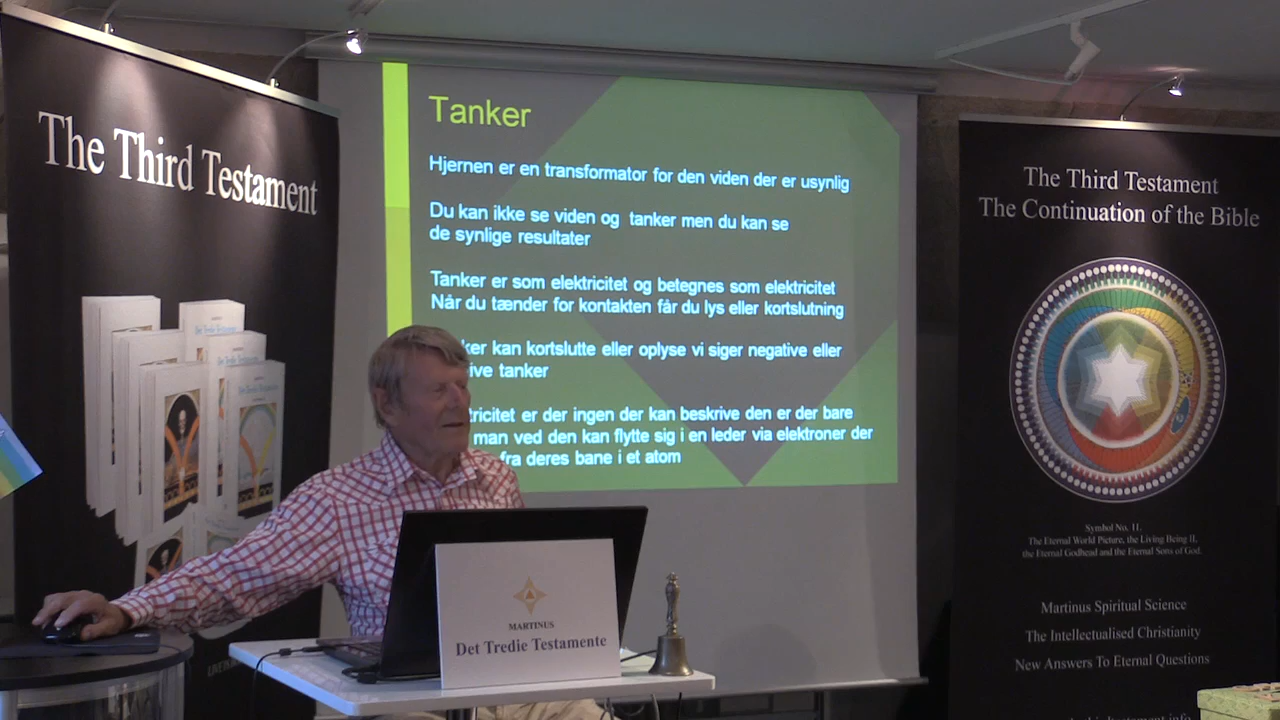 The Third Testament
Tanker
Hjernen er en transformator for den viden der er usynlig
Du kan ikke se viden og tanker men du kan se
de synlige resultater
Tanker er som elektricitet og betegnes som elektricitet
Når du tænder for kontakten får du lys eller kortslutning
kan kortslutte eller oplyse vi siger negative eller
tanker
er der ingen der kan beskrive den er der bare
man ved den kan flytte sig i en leder via elektroner der
fra deres bane i et atom
MARTINUS
Det Tredie Testamente
The Third Testament
The Continuation of the Bible
Symbol No. 11.
The Eternal World Picture, the Living Being II,
the Eternal Godhead and the Eternal Sons of God.
Martinus Spiritual Science
The Intellectualised Christianity
New Answers To Eternal Questions